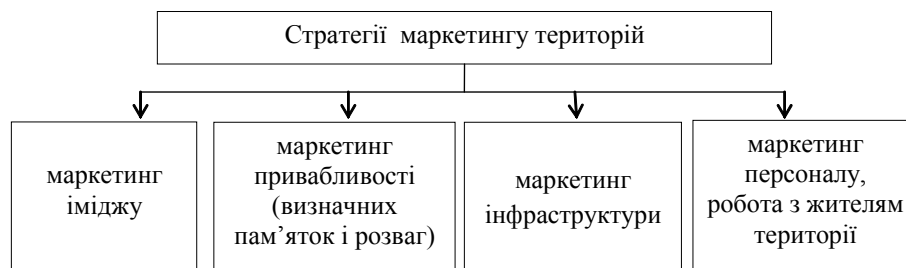 Стратегії маркетингу територій
маркетинг
іміджу
маркетинг
привабливості
(визначних
пам’яток і розваг)
маркетинг
інфраструктури
маркетинг
персоналу,
робота з жителям
території